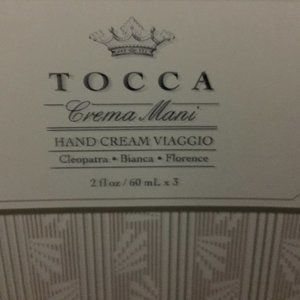 TOCCA
Crema Mani
HAND CREAM VIAGGIO
Cleopatra • Bianca • Florence
2 fl oz / 60 mL x 3